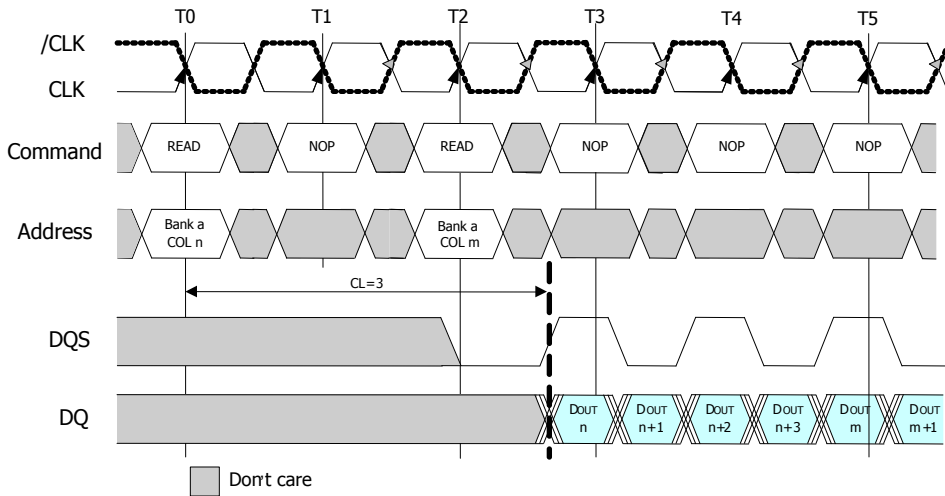 T0 T1 T2 T3 T4 T5
/CLK
CLK
Command READ NOP READ NOP NOP NOP
Address Bank a COL n Bank a COL m
CL=3
DQS
DQ DOUT n DOUT n+1 DOUT n+2 DOUT n+3 DOUT m DOUT m+1
Don't care